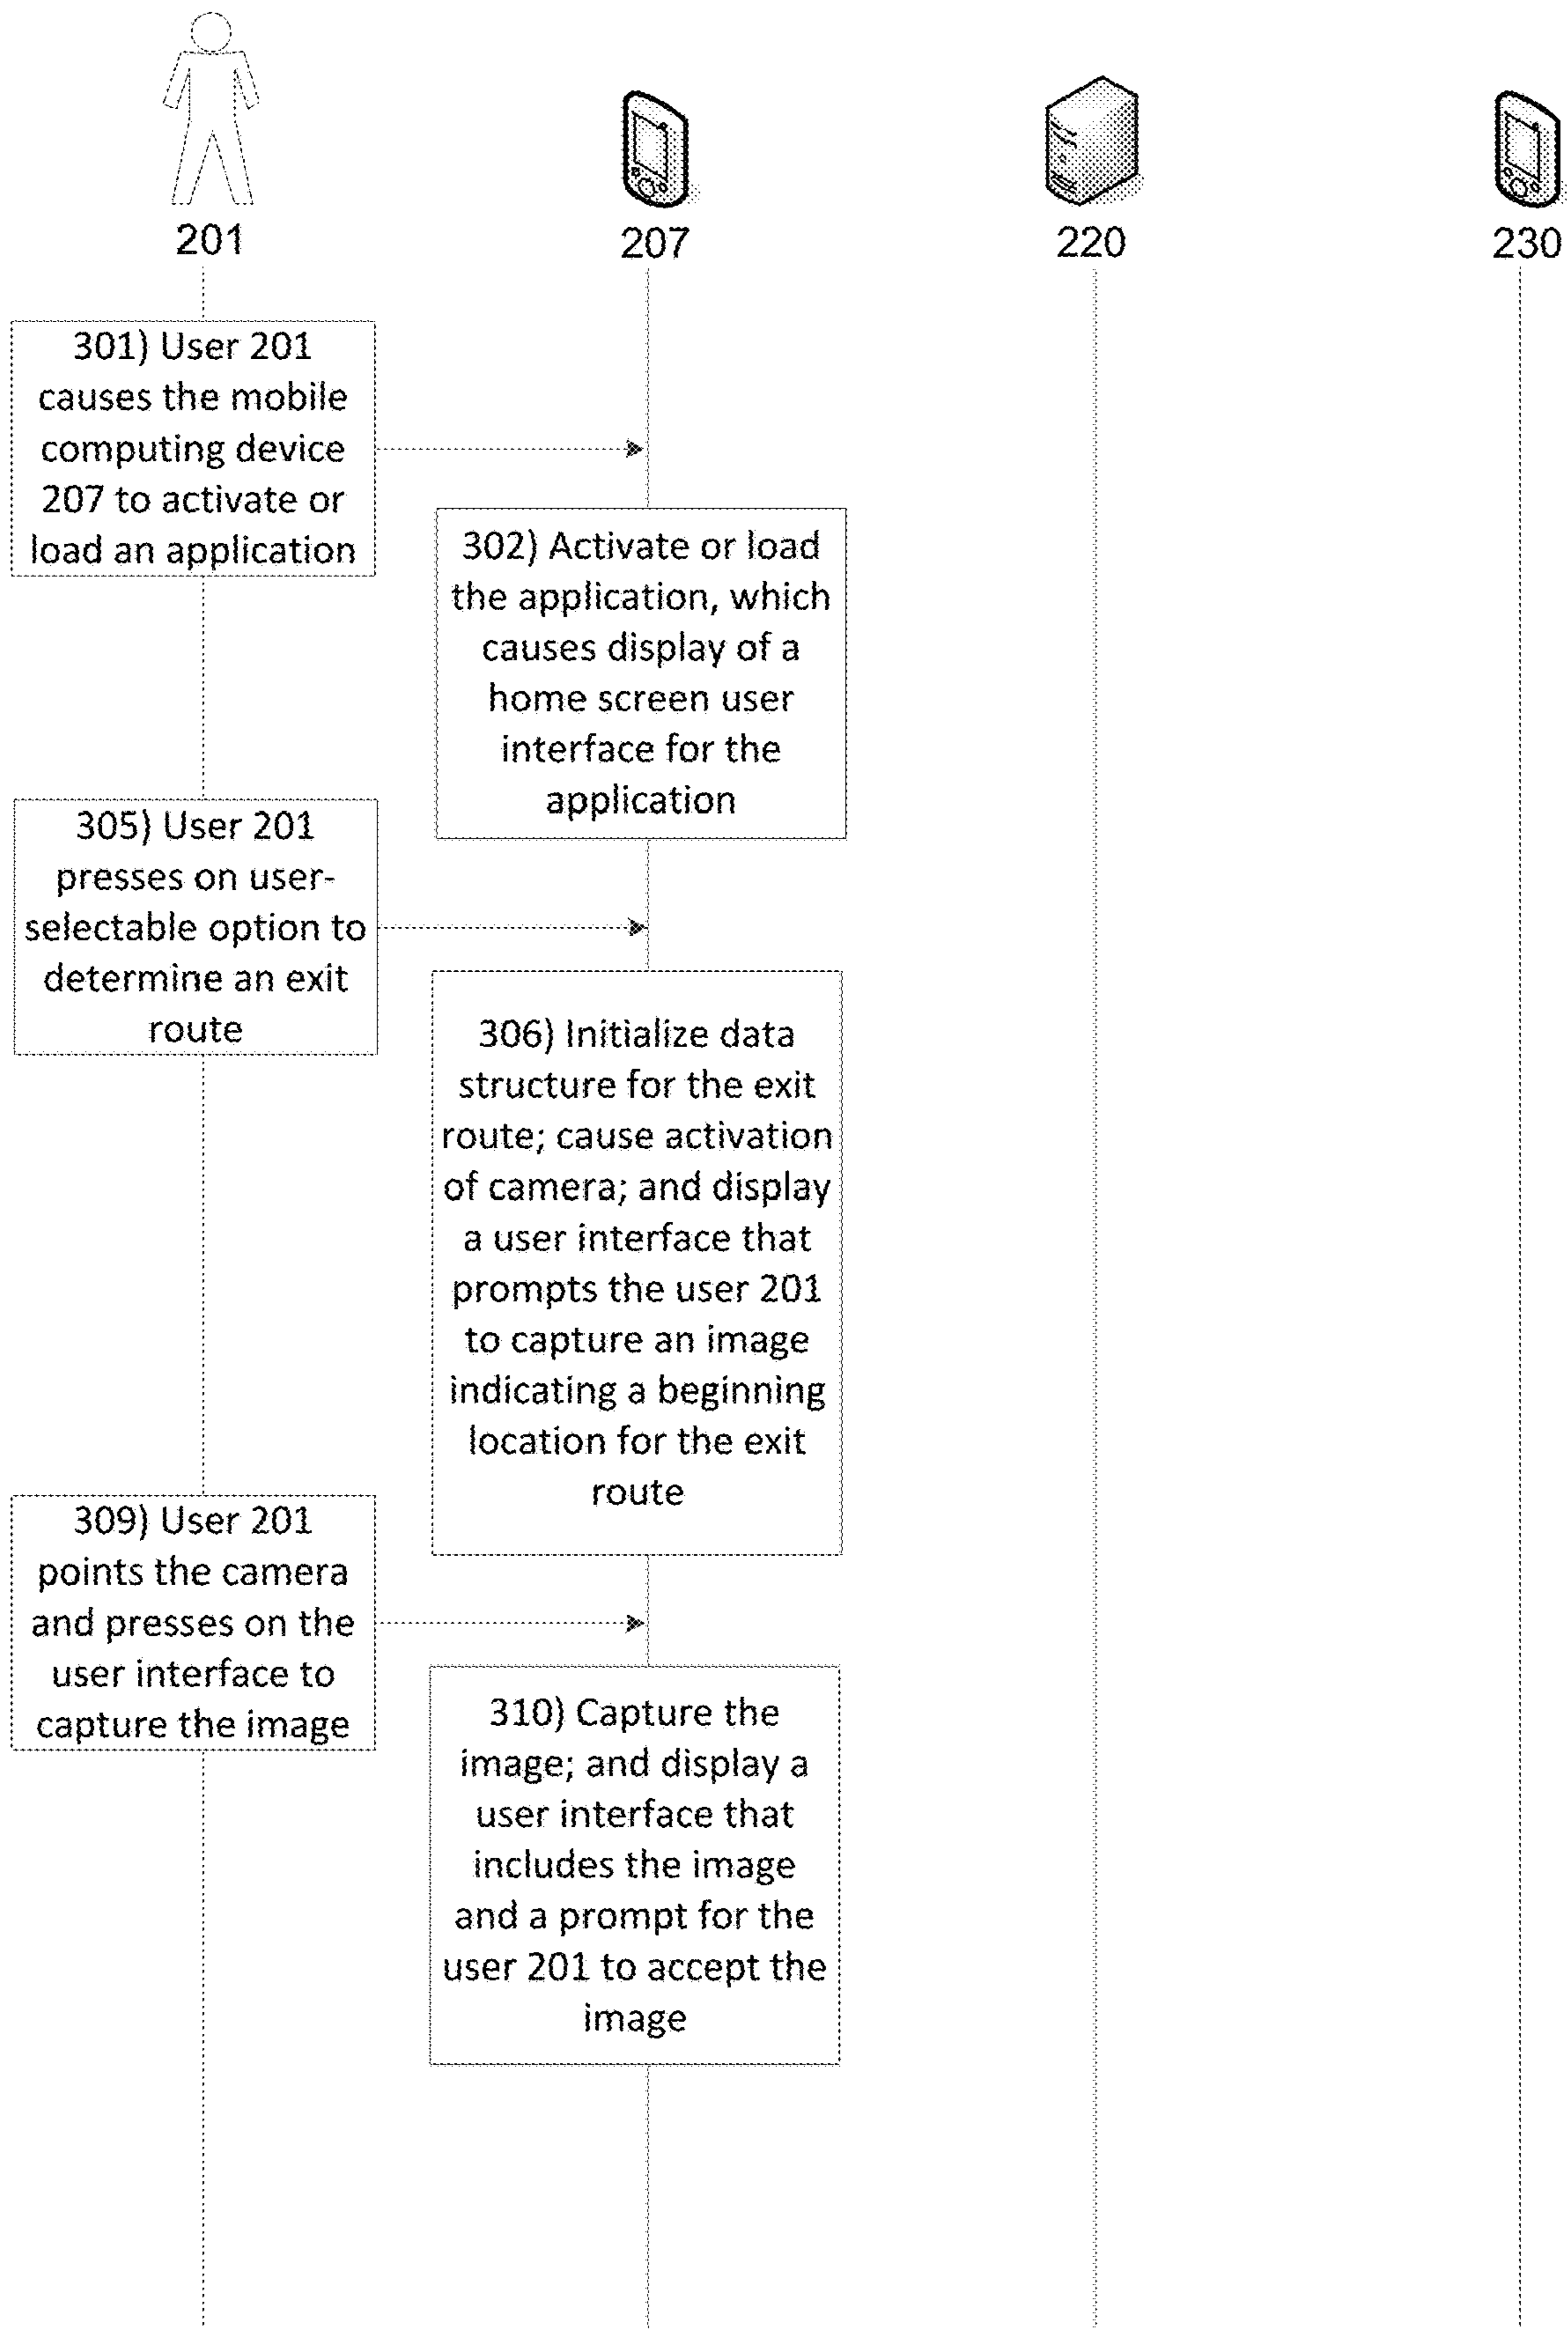 201
207
220
230
301) User 201
causes the mobile
computing device
207 to activate or
load an application
302) Activate or load
the application, which
causes display of a
home screen user
interface for the
application
305) User 201
presses on user-
selectable option to
determine an exit
route
306) Initialize data
structure for the exit
route; cause activation
of camera; and display
a user interface that
prompts the user 201
to capture an image
indicating a beginning
location for the exit
route
309) User 201
points the camera
and presses on the
user interface to
capture the image
310) Capture the
image; and display a
user interface that
includes the image
and a prompt for the
user 201 to accept the
image